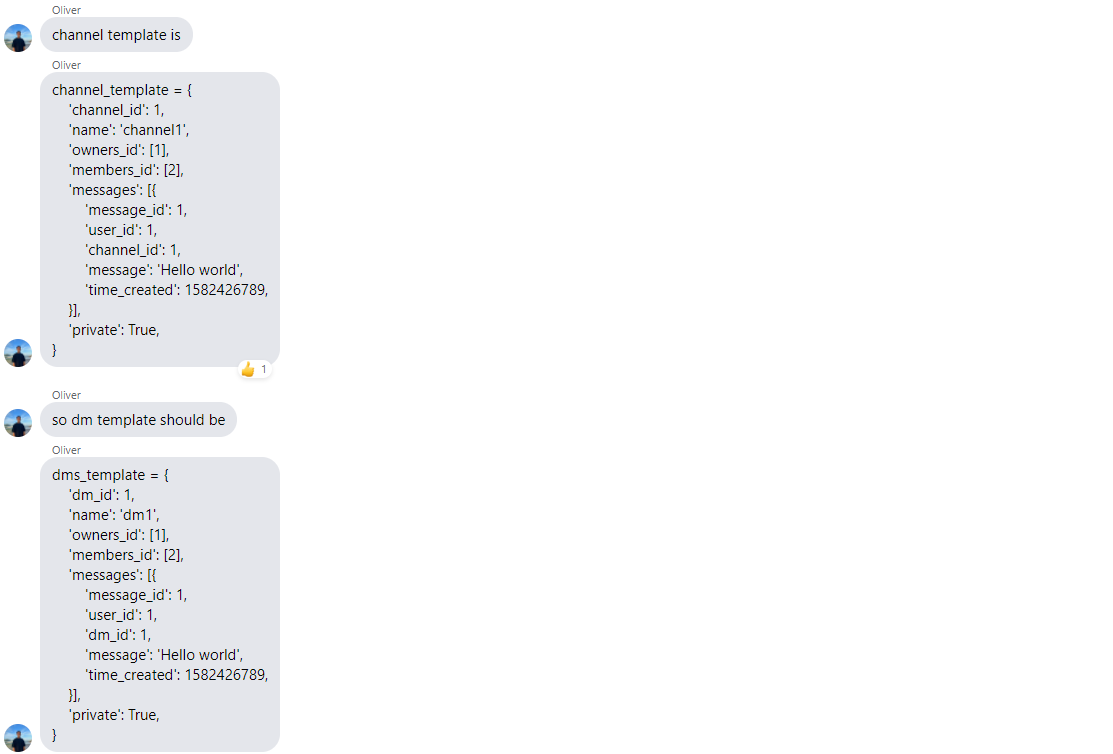 Oliver
channel template is
Oliver
channel_template = {
'channel_id': 1,
'name': 'channel1',
'owners_id': [1],
'members_id': [2],
'messages': [{
'message_id': 1,
'user_id': 1,
'channel_id': 1,
'message': 'Hello world',
'time_created': 1582426789,
}],
'private': True,
}
👍 1
Oliver
so dm template should be
Oliver
dms_template = {
'dm_id': 1,
'name': 'dm1',
'owners_id': [1],
'members_id': [2],
'messages': [{
'message_id': 1,
'user_id': 1,
'dm_id': 1,
'message': 'Hello world',
'time_created': 1582426789,
}],
'private': True,
}